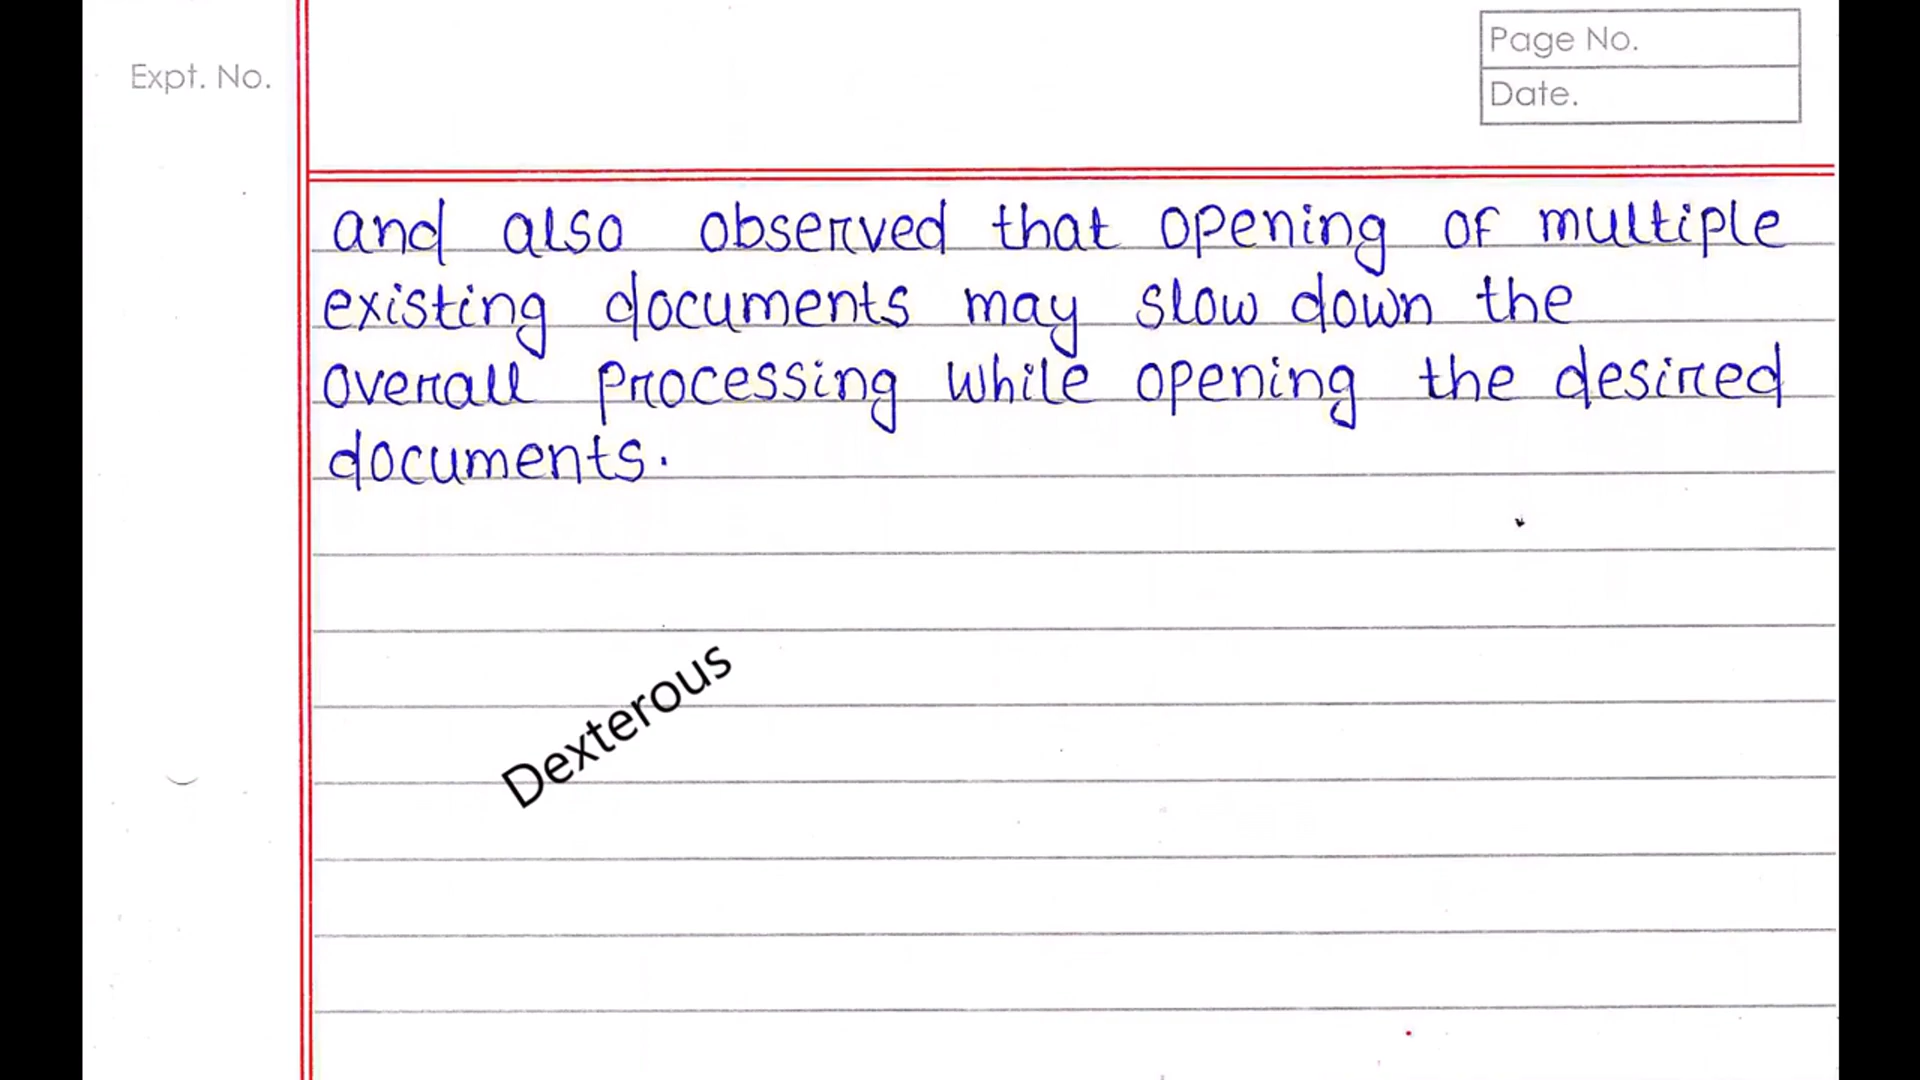 Expt. No.
Page No.
Date.
and also observed that opening of multiple
existing documents may slow down the
overall processing while opening the desired
documents.
Dexterous